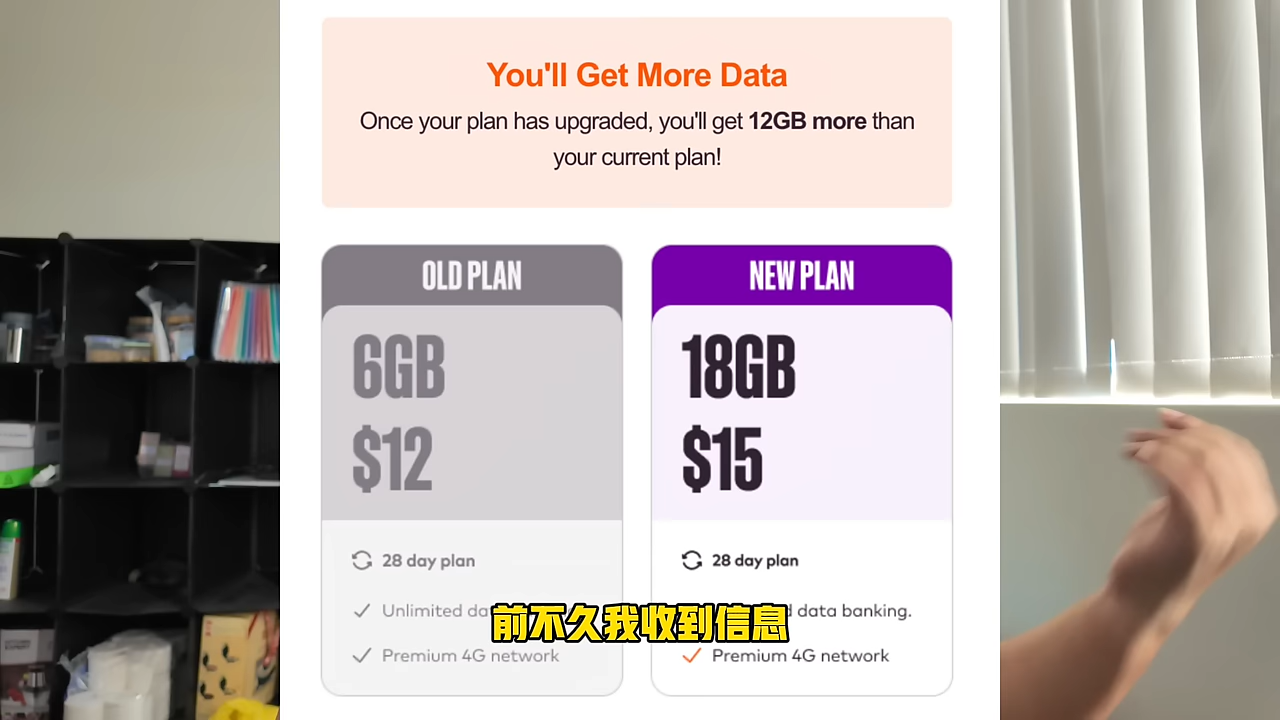 You'll Get More Data
Once your plan has upgraded, you'll get 12GB more than
your current plan!
OLD PLAN
6GB
$12
28 day plan
Unlimited
Premium 4G network
NEW PLAN
18GB
$15
28 day plan
data banking.
Premium 4G network
前不久我收到信息